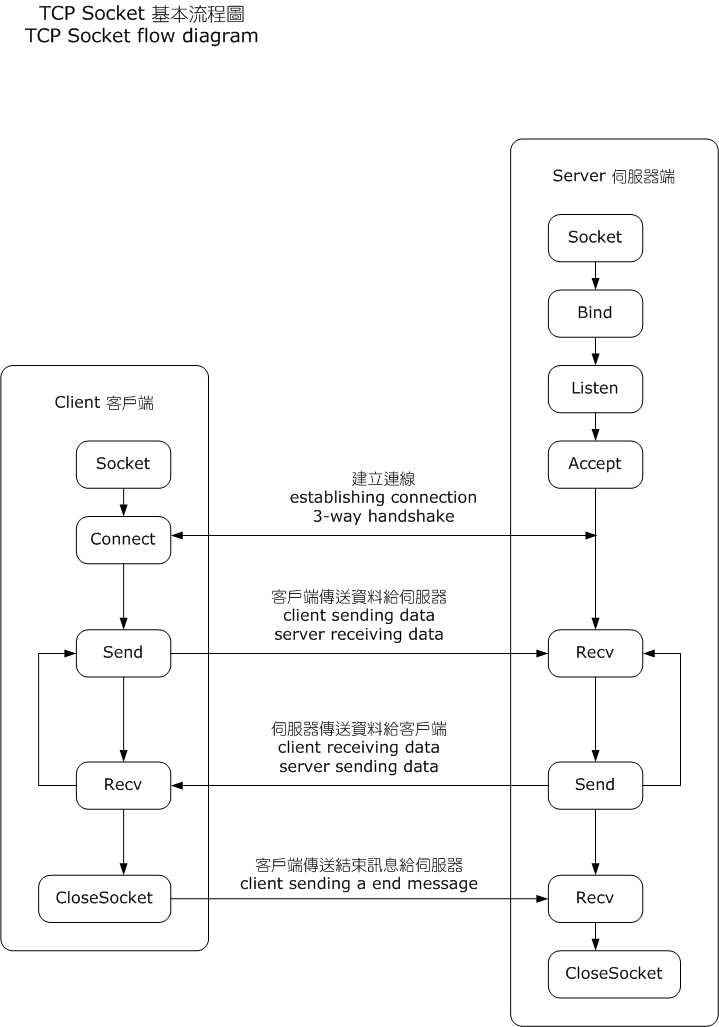 TCP Socket 基本流程圖
TCP Socket flow diagram
Server 伺服器端
Socket
Bind
Listen
Accept
Client 客戶端
Socket
Connect
建立連線
establishing connection
3-way handshake
客戶端傳送資料給伺服器
client sending data
server receiving data
Send
Recv
伺服器傳送資料給客戶端
client receiving data
server sending data
Recv
Send
客戶端傳送結束訊息給伺服器
client sending a end message
CloseSocket
Recv
CloseSocket